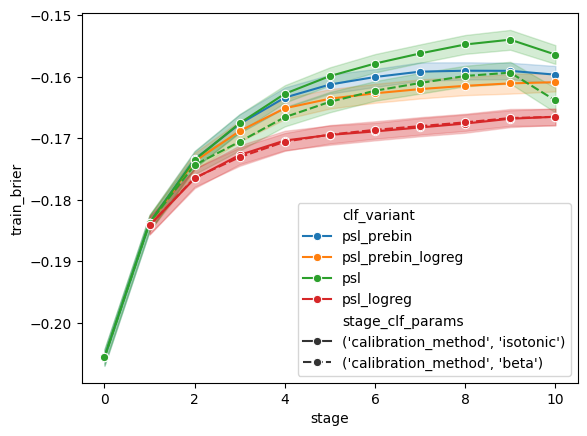 −0.15
−0.16
−0.17
−0.18
−0.19
−0.20
train_brier
0
2
4
6
8
10
stage
clf_variant
psl_prebin
psl_prebin_logreg
psl
psl_logreg
stage_clf_params
('calibration_method', 'isotonic')
('calibration_method', 'beta')